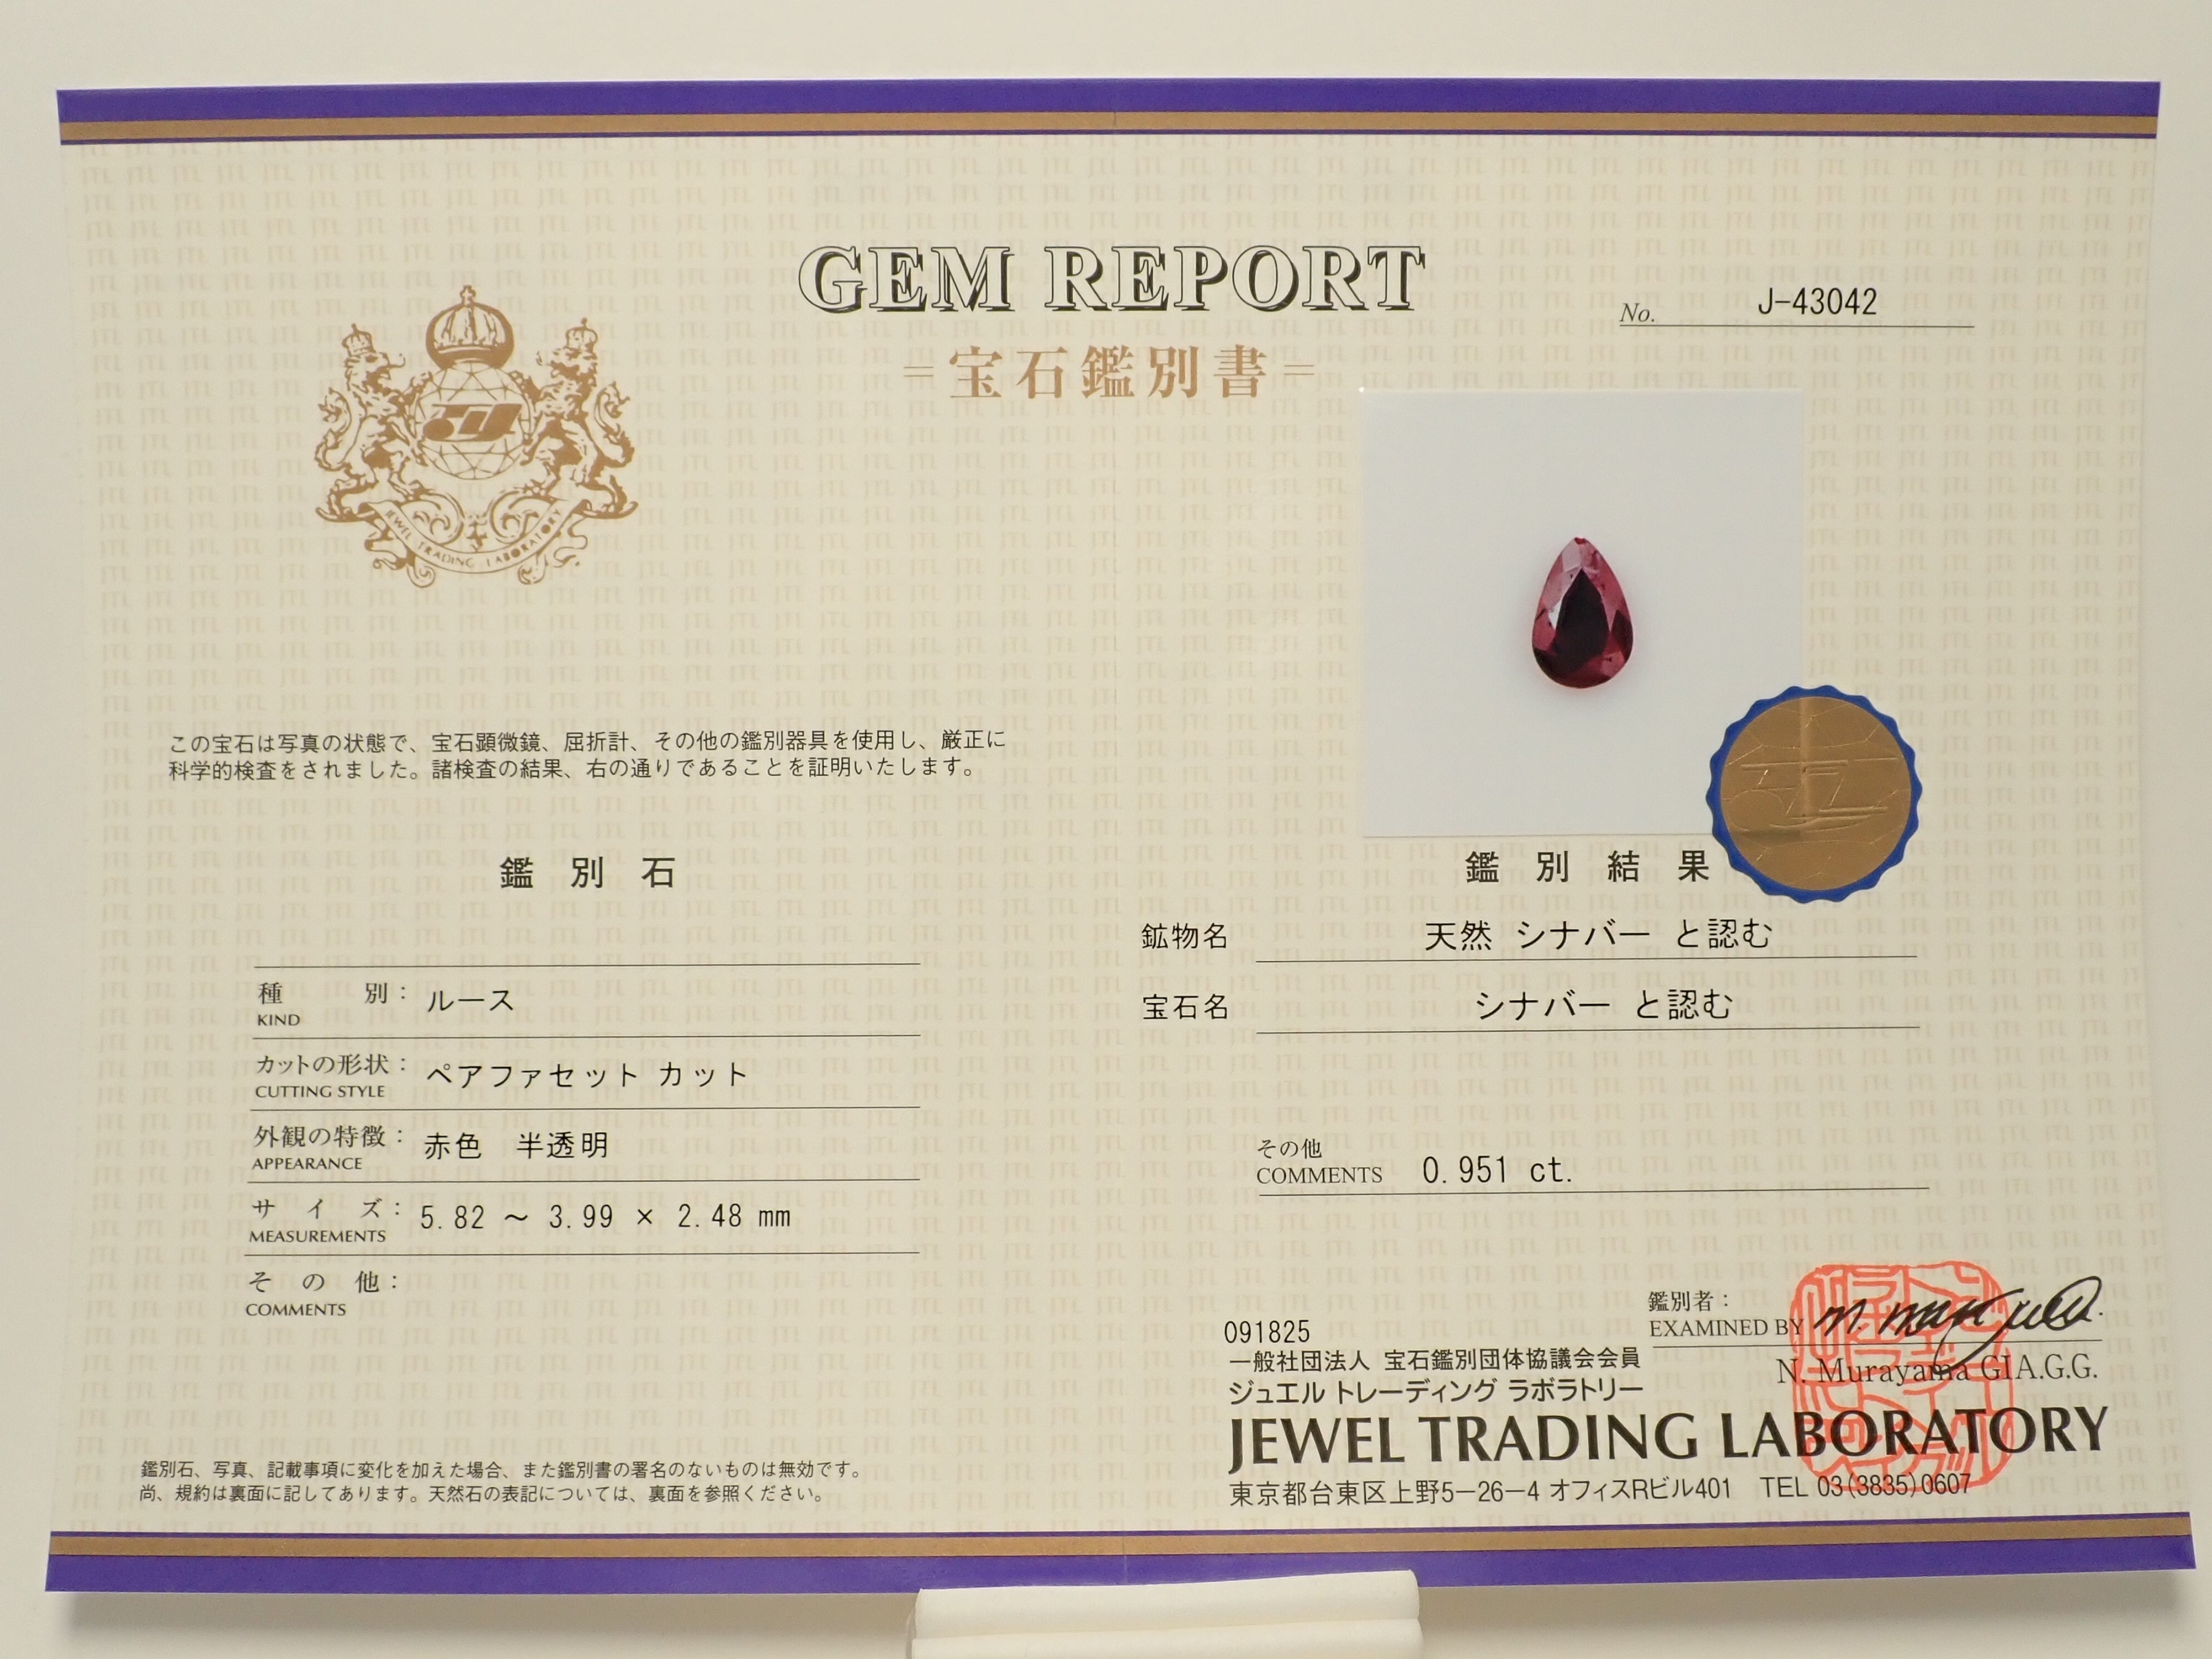 GEM REPORT
=宝石鑑別書=
No. J-43042
JEWEL TRADING LABORATORY
この宝石は写真の状態で、宝石顕微鏡、屈折計、その他の鑑別器具を使用し、厳正に
科学的検査をされました。諸検査の結果、右の通りであることを証明いたします。
鑑別石
種別: ルース
KIND
カットの形状: ペアファセット カット
CUTTING STYLE
外観の特徴: 赤色 半透明
APPEARANCE
サイズ: 5.82 ～ 3.99 × 2.48 mm
MEASUREMENTS
その他:
COMMENTS
鑑別石、写真、記載事項に変化を加えた場合、また鑑別書の署名のないものは無効です。
尚、規約は裏面に記してあります。天然石の表記については、裏面を参照ください。
鑑別結果
鉱物名 天然 シナバー と認む
宝石名 シナバー と認む
その他
COMMENTS 0.951 ct.
鑑別者:
EXAMINED BY
N. Murayama GIA.G.G.
091825
一般社団法人 宝石鑑別団体協議会会員
ジュエル トレーディング ラボラトリー
JEWEL TRADING LABORATORY
東京都台東区上野5-26-4 オフィスRビル401 TEL 03(3835)0607